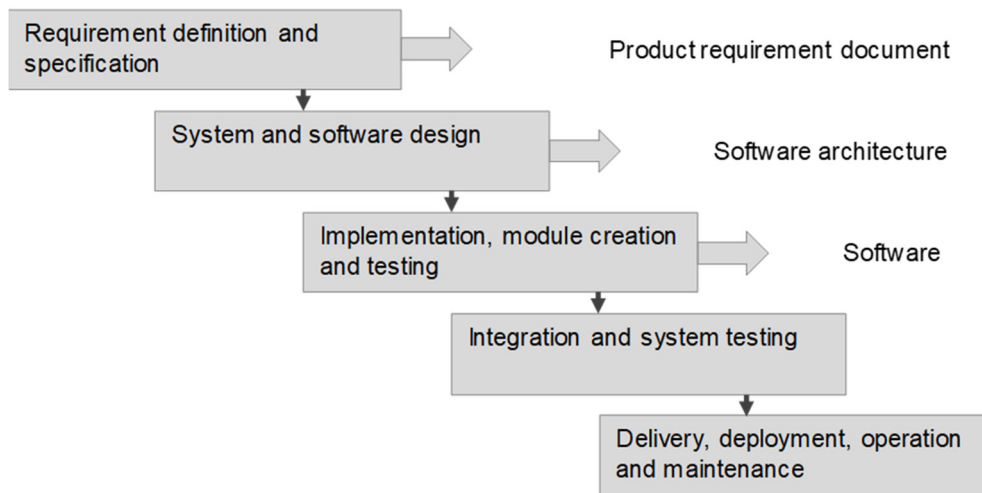 Requirement definition and
specification
Product requirement document
System and software design
Software architecture
Implementation, module creation
and testing
Software
Integration and system testing
Delivery, deployment, operation
and maintenance